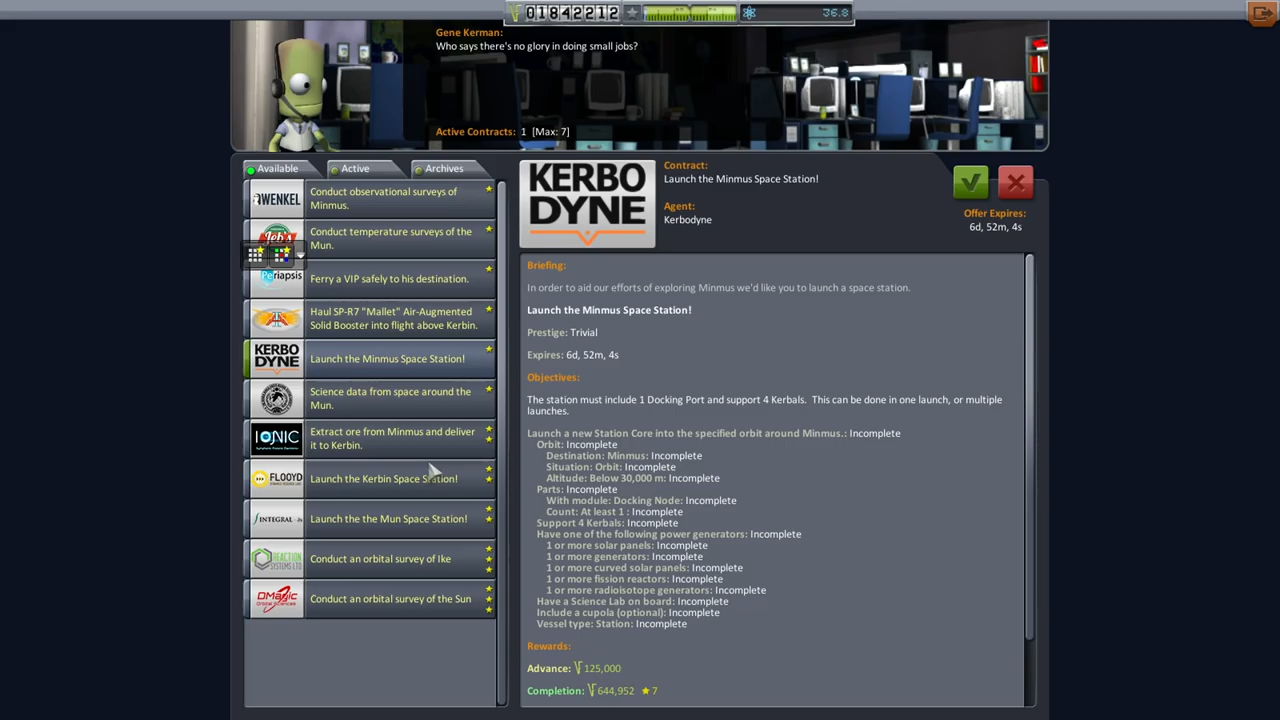 01842212
36.8
Gene Kerman:
Who says there's no glory in doing small jobs?
Active Contracts: 1 [Max: 7]
Available
Active
Archives
WENKEL
Conduct observational surveys of
Minmus.
Jeb's
Conduct temperature surveys of the
Mun.
Periapsis
Ferry a VIP safely to his destination.
Haul SP-R7 "Mallet" Air-Augmented
Solid Booster into flight above Kerbin.
KERBO
DYNE
Launch the Minmus Space Station!
Science data from space around the
Mun.
IONIC
Extract ore from Minmus and deliver
it to Kerbin.
FLOOYD
Launch the Kerbin Space Station!
INTEGRAL
Launch the the Mun Space Station!
REACTION
SYSTEMS LTD
Conduct an orbital survey of Ike
DMagic
Orbital Sciences
Conduct an orbital survey of the Sun
KERBO
DYNE
Contract:
Launch the Minmus Space Station!
Agent:
Kerbodyne
Offer Expires:
6d, 52m, 4s
Briefing:
In order to aid our efforts of exploring Minmus we'd like you to launch a space station.
Launch the Minmus Space Station!
Prestige: Trivial
Expires: 6d, 52m, 4s
Objectives:
The station must include 1 Docking Port and support 4 Kerbals. This can be done in one launch, or multiple
launches.
Launch a new Station Core into the specified orbit around Minmus.: Incomplete
Orbit: Incomplete
Destination: Minmus: Incomplete
Situation: Orbit: Incomplete
Altitude: Below 30,000 m: Incomplete
Parts: Incomplete
With module: Docking Node: Incomplete
Count: At least 1 : Incomplete
Support 4 Kerbals: Incomplete
Have one of the following power generators: Incomplete
1 or more solar panels: Incomplete
1 or more generators: Incomplete
1 or more curved solar panels: Incomplete
1 or more fission reactors: Incomplete
1 or more radioisotope generators: Incomplete
Have a Science Lab on board: Incomplete
Include a cupola (optional): Incomplete
Vessel type: Station: Incomplete
Rewards:
Advance: 125,000
Completion: 644,952 7